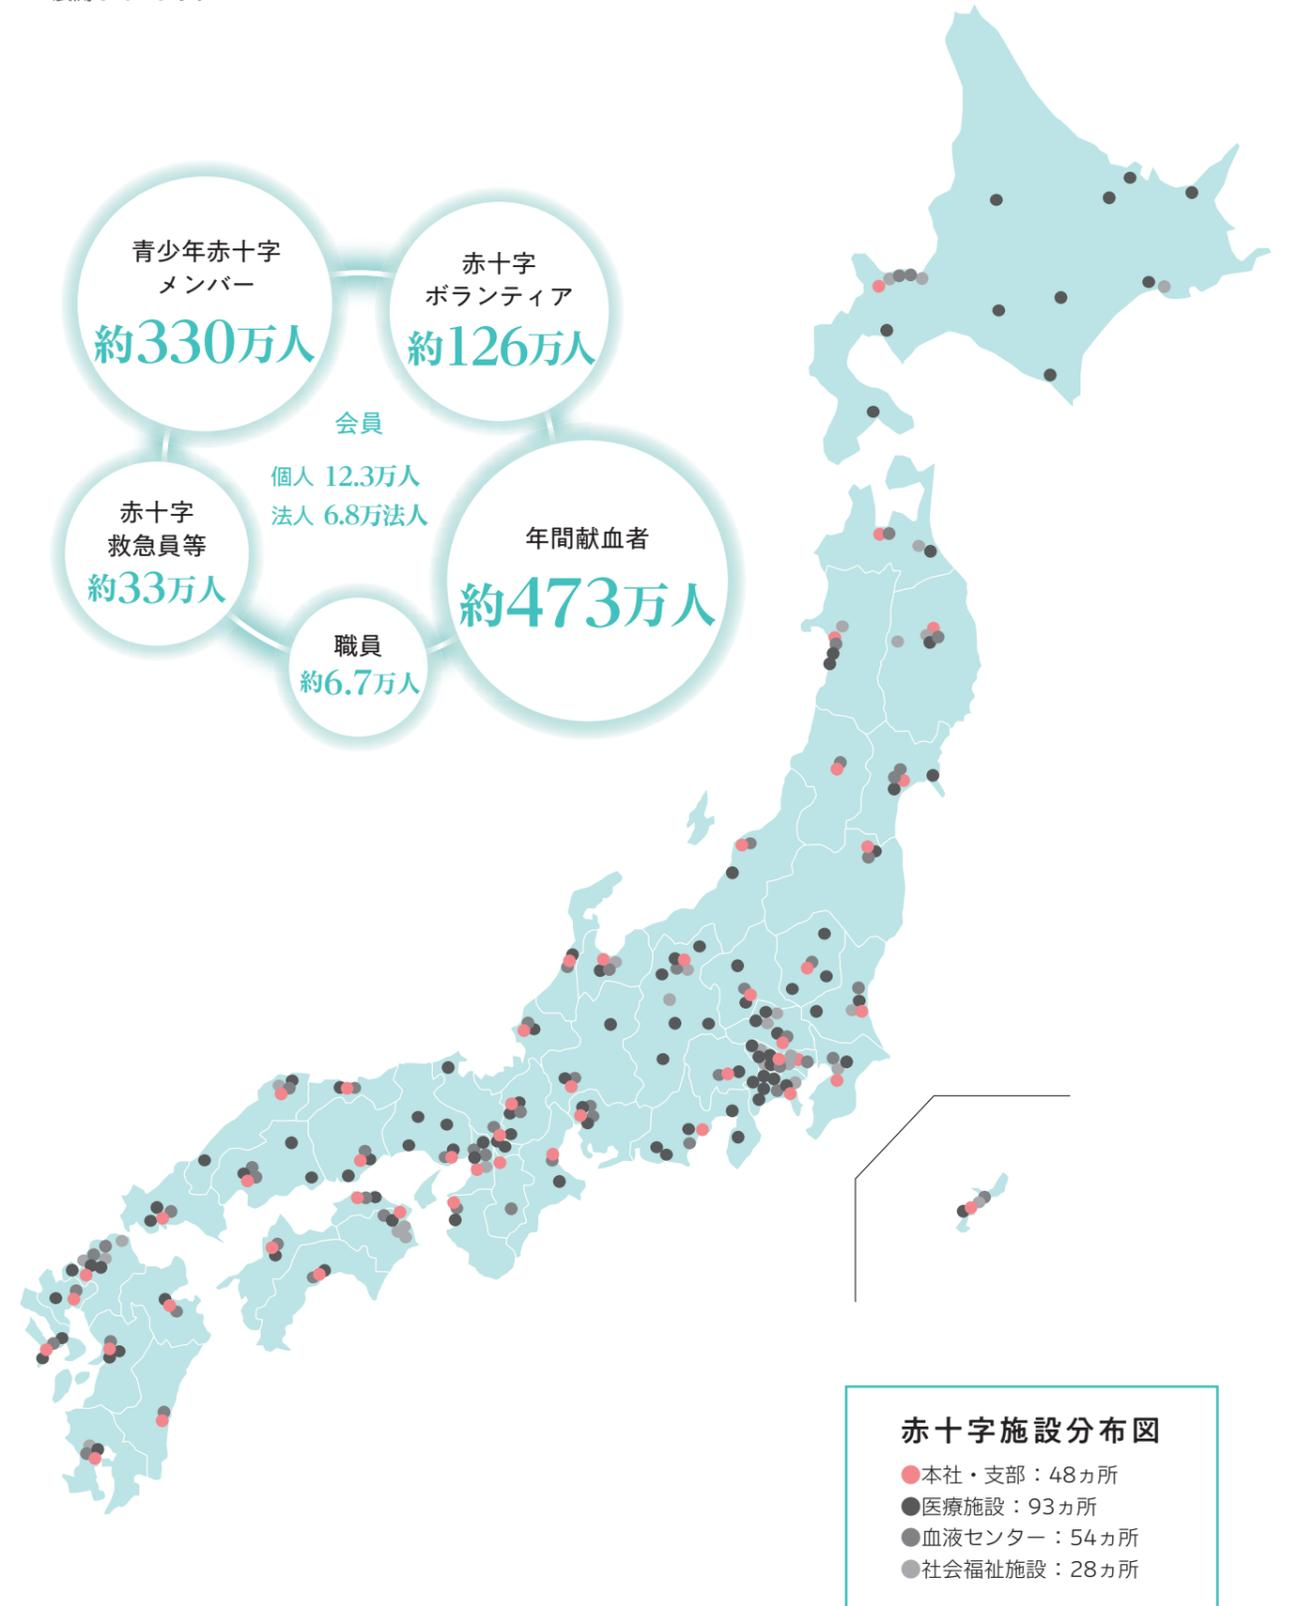 青少年赤十字
メンバー
約330万人
赤十字
ボランティア
約126万人
会員
個人 12.3万人
法人 6.8万法人
赤十字
救急員等
約33万人
年間献血者
約473万人
職員
約6.7万人
赤十字施設分布図
●本社・支部：48ヵ所
●医療施設：93ヵ所
●血液センター：54ヵ所
●社会福祉施設：28ヵ所